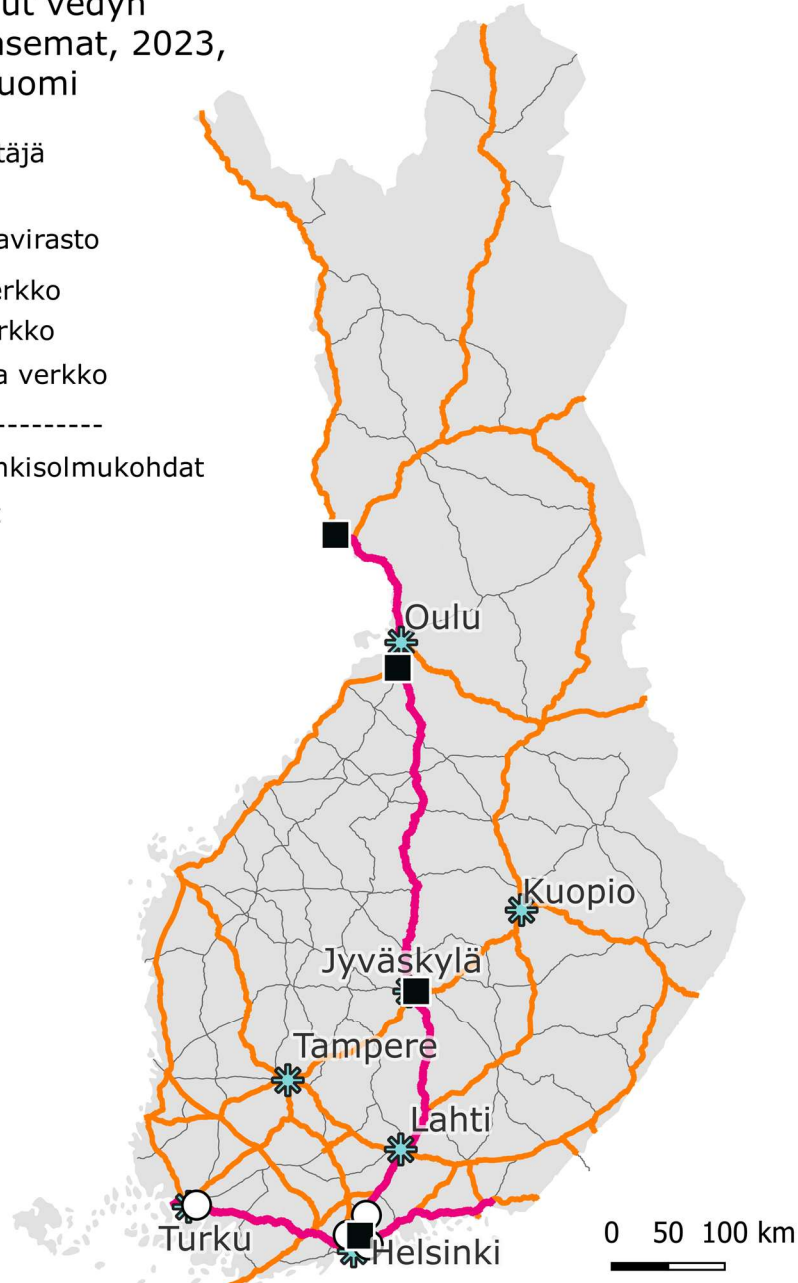 ut vedyn
asemat, 2023,
uomi
täjä
avirasto
erkko
rkko
a verkko
----------
nkisolmukohdat
Oulu
Kuopio
Jyväskylä
Tampere
Lahti
Turku
Helsinki
0 50 100 km